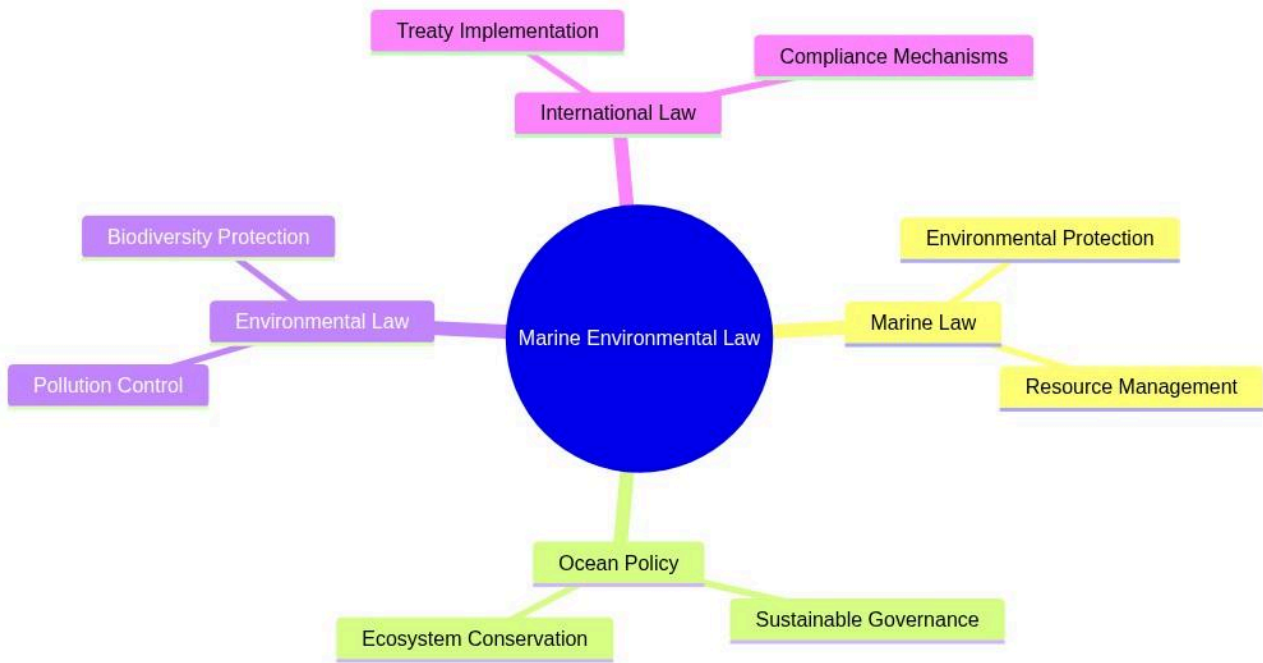 Treaty Implementation
Compliance Mechanisms
International Law
Biodiversity Protection
Environmental Protection
Environmental Law
Marine Law
Marine Environmental Law
Pollution Control
Resource Management
Ocean Policy
Sustainable Governance
Ecosystem Conservation